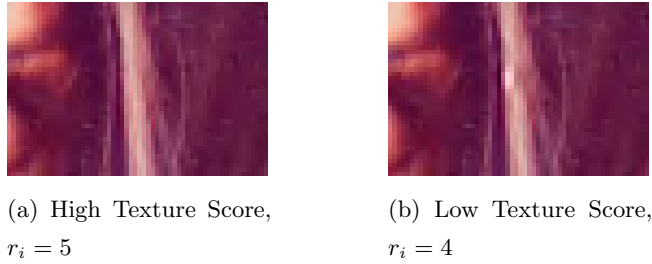 (a) High Texture Score,
r_i = 5
(b) Low Texture Score,
r_i = 4